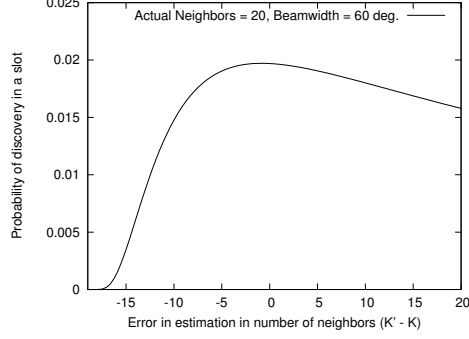 0.025
Actual Neighbors = 20, Beamwidth = 60 deg.
0.02
0.015
0.01
0.005
0
Probability of discovery in a slot
-15 -10 -5 0 5 10 15 20
Error in estimation in number of neighbors (K' - K)